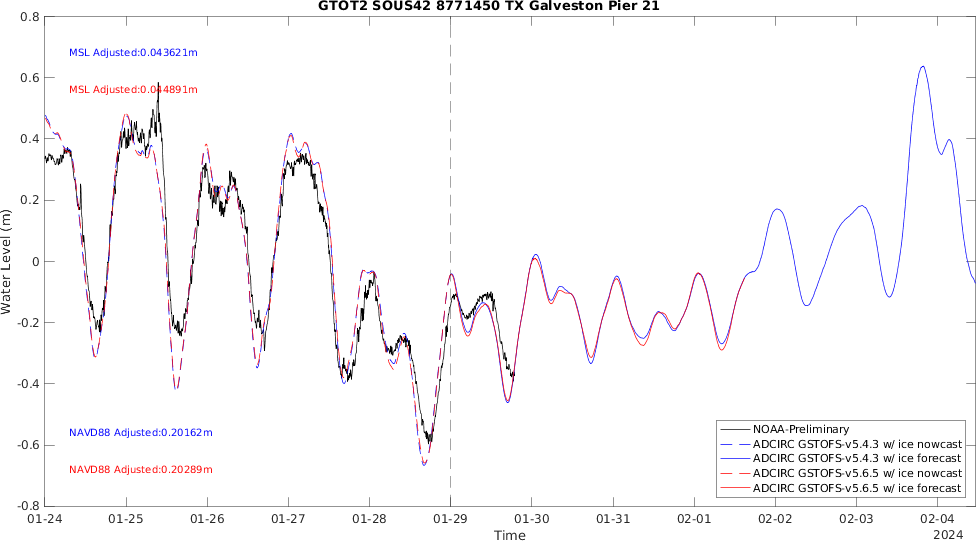 GTOT2 SOUS42 8771450 TX Galveston Pier 21
0.8
MSL Adjusted:0.043621m
0.6
MSL Adjusted:0.044891m
0.4
0.2
Water Level (m)
0
-0.2
-0.4
NAVD88 Adjusted:0.20162m
NAVD88 Adjusted:0.20289m
-0.6
-0.8
NOAA-Preliminary
ADCIRC GSTOFS-v5.4.3 w/ ice nowcast
ADCIRC GSTOFS-v5.4.3 w/ ice forecast
ADCIRC GSTOFS-v5.6.5 w/ ice nowcast
ADCIRC GSTOFS-v5.6.5 w/ ice forecast
01-24 01-25 01-26 01-27 01-28 01-29 01-30 01-31 02-01 02-02 02-03 02-04
Time
2024